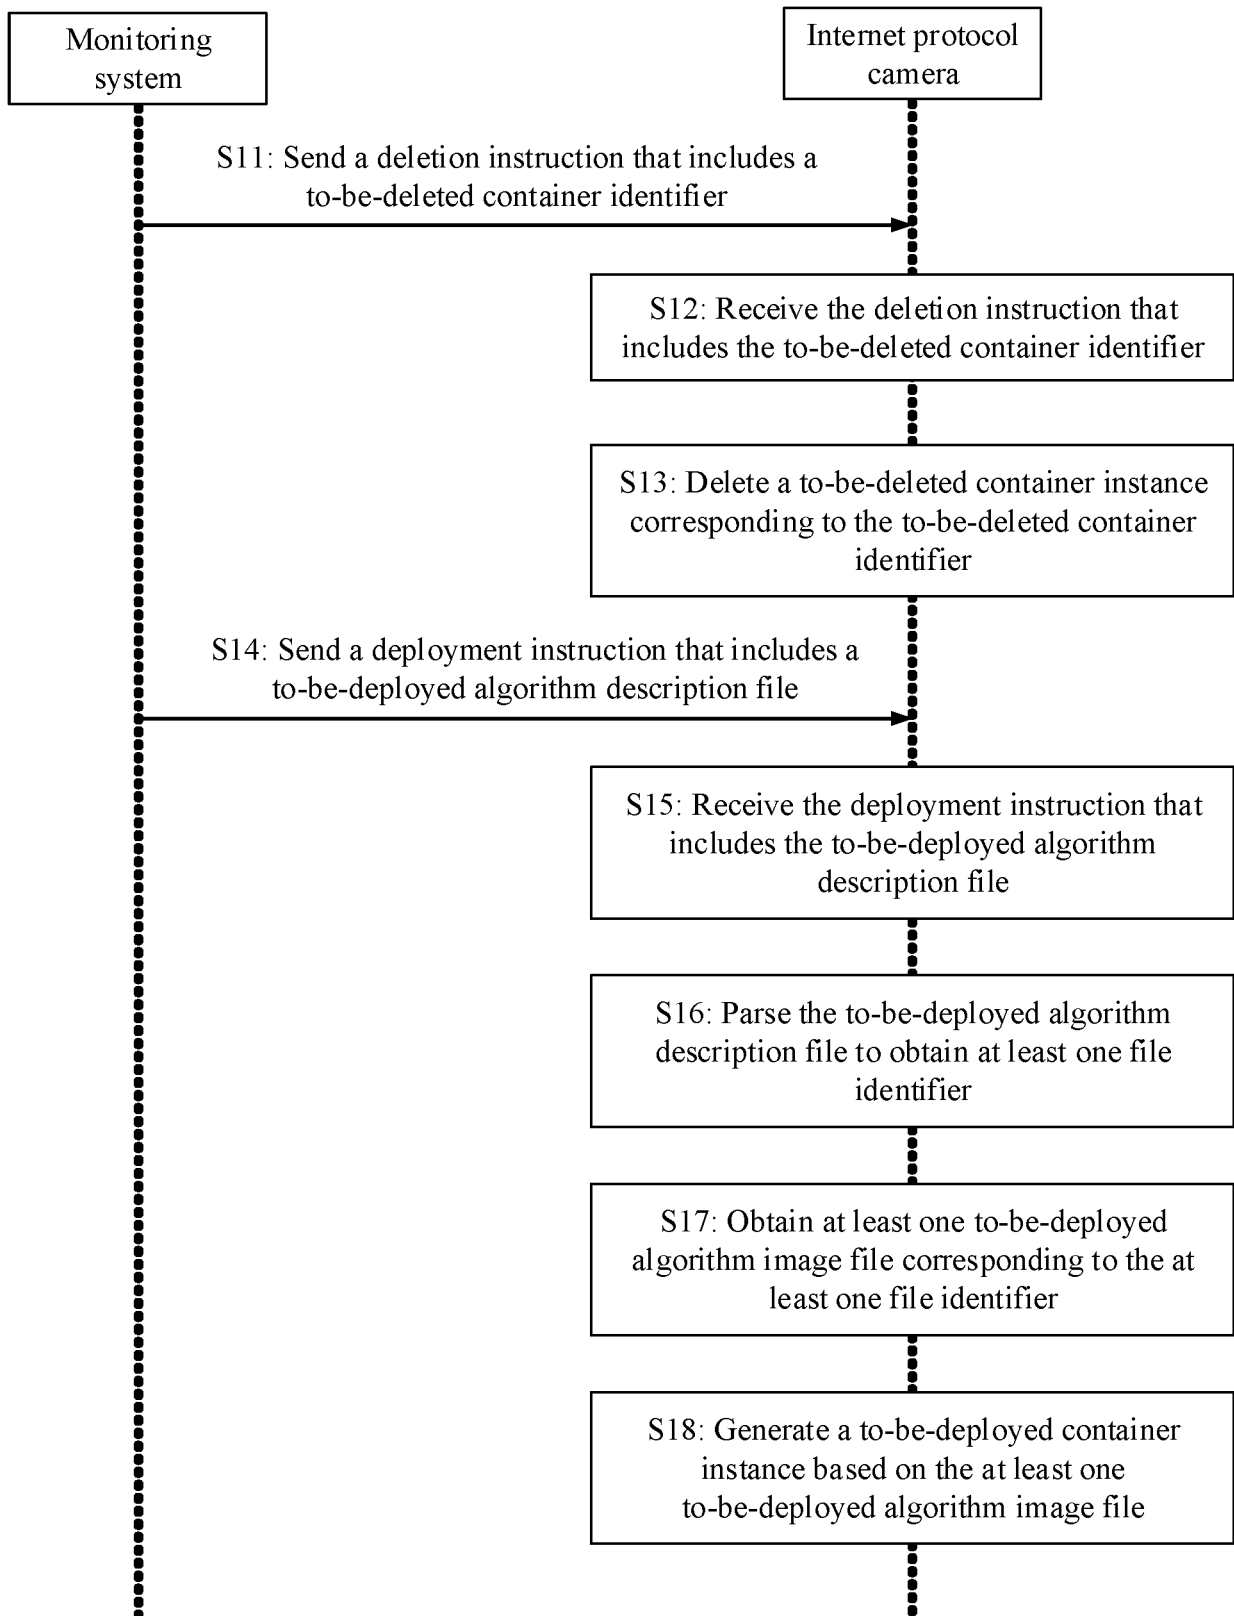 Monitoring
system
Internet protocol
camera
S11: Send a deletion instruction that includes a
to-be-deleted container identifier
S12: Receive the deletion instruction that
includes the to-be-deleted container identifier
S13: Delete a to-be-deleted container instance
corresponding to the to-be-deleted container
identifier
S14: Send a deployment instruction that includes a
to-be-deployed algorithm description file
S15: Receive the deployment instruction that
includes the to-be-deployed algorithm
description file
S16: Parse the to-be-deployed algorithm
description file to obtain at least one file
identifier
S17: Obtain at least one to-be-deployed
algorithm image file corresponding to the at
least one file identifier
S18: Generate a to-be-deployed container
instance based on the at least one
to-be-deployed algorithm image file